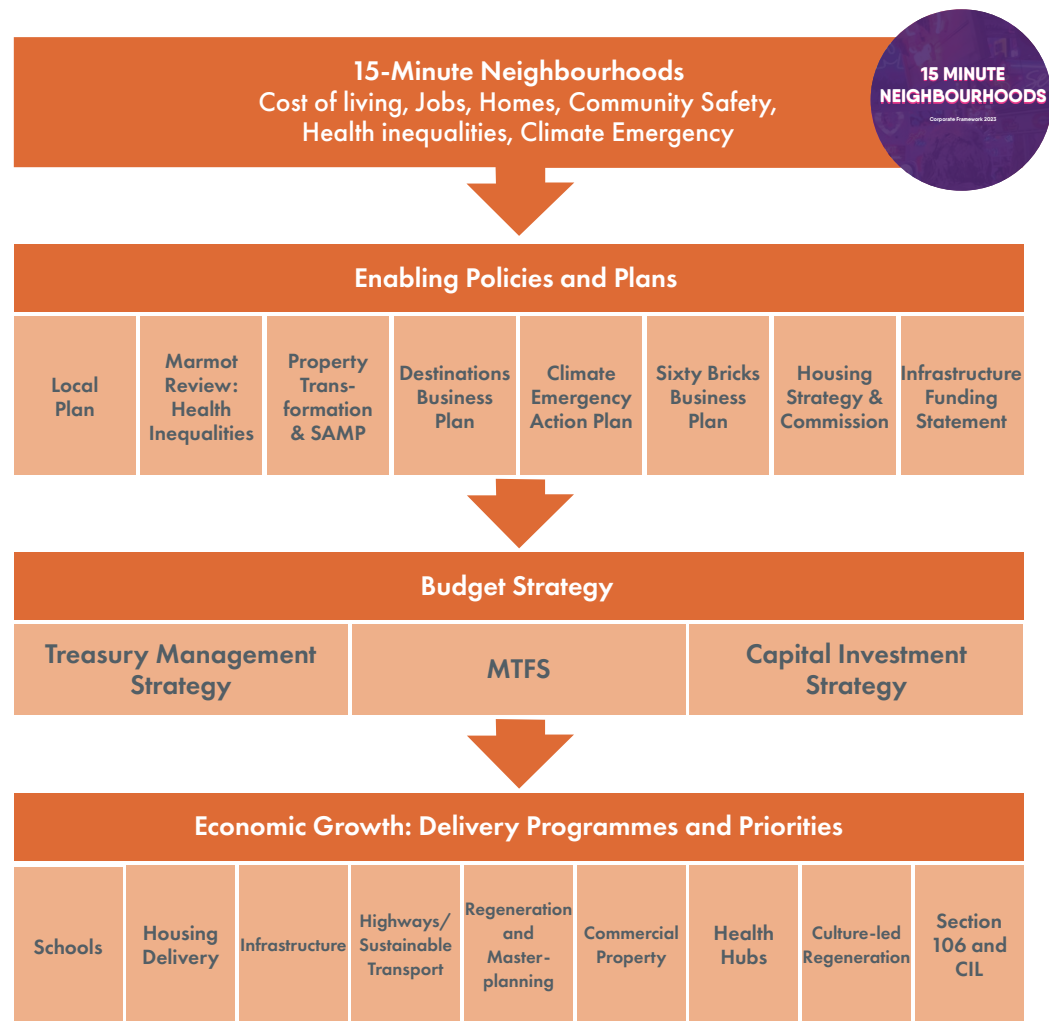 15-Minute Neighbourhoods
Cost of living, Jobs, Homes, Community Safety,
Health inequalities, Climate Emergency
15 MINUTE
NEIGHBOURHOODS
Corporate Framework 2023
Enabling Policies and Plans
Local
Plan
Marmot
Review:
Health
Inequalities
Property
Trans-
formation
& SAMP
Destinations
Business
Plan
Climate
Emergency
Action Plan
Sixty Bricks
Business
Plan
Housing
Strategy &
Commission
Infrastructure
Funding
Statement
Budget Strategy
Treasury Management
Strategy
MTFS
Capital Investment
Strategy
Economic Growth: Delivery Programmes and Priorities
Schools
Housing
Delivery
Infrastructure
Highways/
Sustainable
Transport
Regeneration
and
Master-
planning
Commercial
Property
Health
Hubs
Culture-led
Regeneration
Section
106 and
CIL